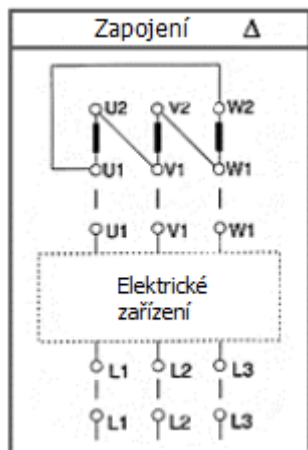 Zapojení Δ
U2 V2 W2
U1 V1 W1
U1 V1 W1
Elektrické
zařízení
L1 L2 L3
L1 L2 L3